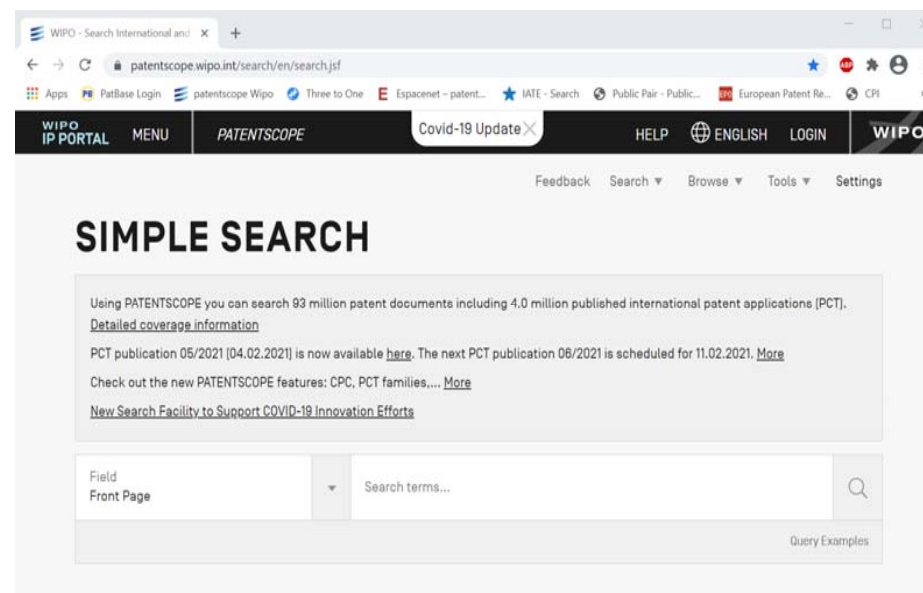 WIPO - Search International and
patentscope.wipo.int/search/en/search.jsf
ABP
Apps PB PatBase Login patentscope Wipo Three to One E Espacenet – patent... IATE - Search Public Pair - Public... EPO European Patent Re... CPI
WIPO
IP PORTAL MENU PATENTSCOPE Covid-19 Update HELP ENGLISH LOGIN WIPO
Feedback Search Browse Tools Settings
SIMPLE SEARCH
Using PATENTSCOPE you can search 93 million patent documents including 4.0 million published international patent applications (PCT).
Detailed coverage information
PCT publication 05/2021 (04.02.2021) is now available here. The next PCT publication 06/2021 is scheduled for 11.02.2021. More
Check out the new PATENTSCOPE features: CPC, PCT families,... More
New Search Facility to Support COVID-19 Innovation Efforts
Field
Front Page
Search terms...
Query Examples